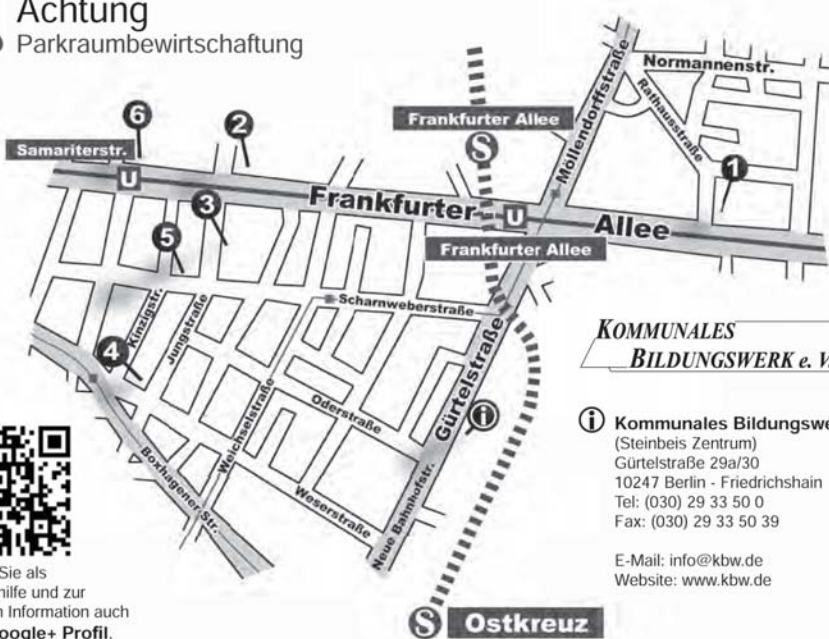 Achtung
Parkraumbewirtschaftung
Normannenstr.
Möllendorffstraße
Rathausstraße
6
2
Frankfurter Allee
S
1
Samariterstr.
U
Frankfurter
U
Allee
3
Frankfurter Allee
5
Kinzigstr.
Jungstraße
Scharnweberstraße
4
Weichselstraße
Oderstraße
Gürtelstraße
i
Boxhagener Str.
Weserstraße
Neue Bahnhofstr.
S Ostkreuz
KOMMUNALES
BILDUNGSWERK e. V.
i Kommunales Bildungswe
(Steinbeis Zentrum)
Gürtelstraße 29a/30
10247 Berlin - Friedrichshain
Tel: (030) 29 33 50 0
Fax: (030) 29 33 50 39
E-Mail: info@kbw.de
Website: www.kbw.de
Sie als
hilfe und zur
n Information auch
oogle+ Profil.